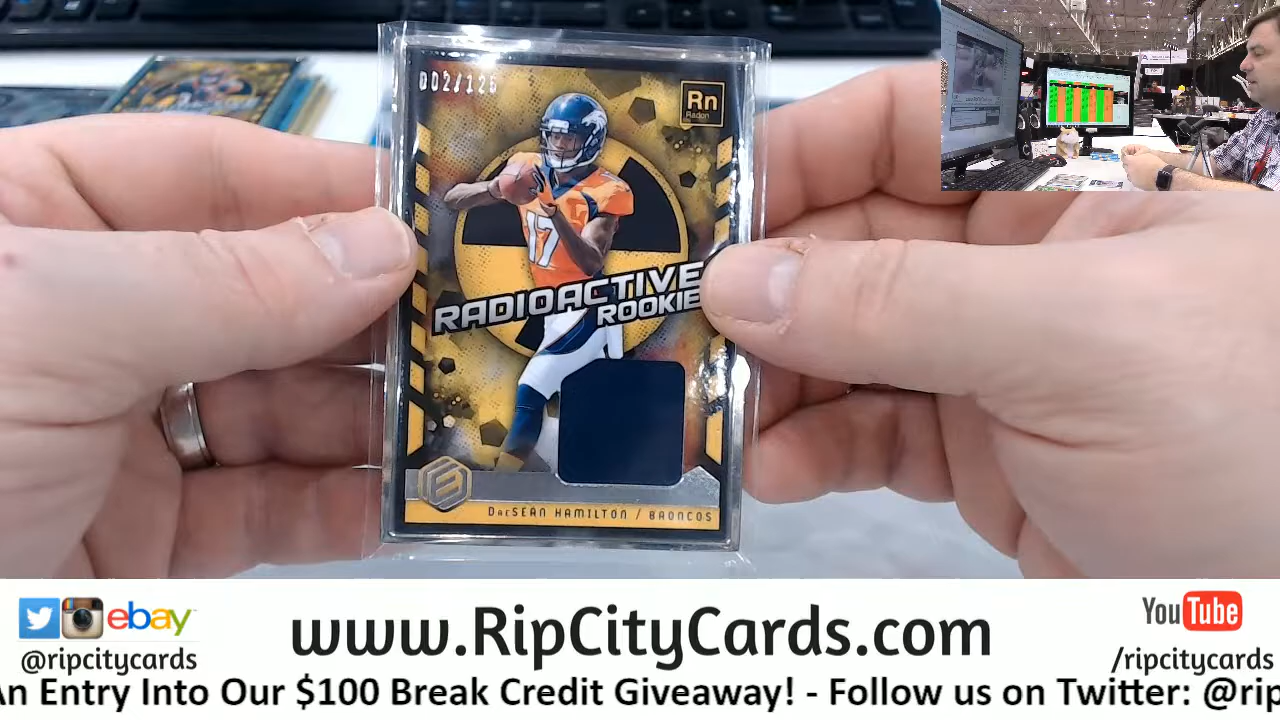 002/125
Rn
Radon
17
RADIOACTIVE
ROOKIE
DaeSEAN HAMILTON / BRONCOS
ebay
@ripcitycards
www.RipCityCards.com
YouTube
/ripcitycards
An Entry Into Our $100 Break Credit Giveaway! - Follow us on Twitter: @rip